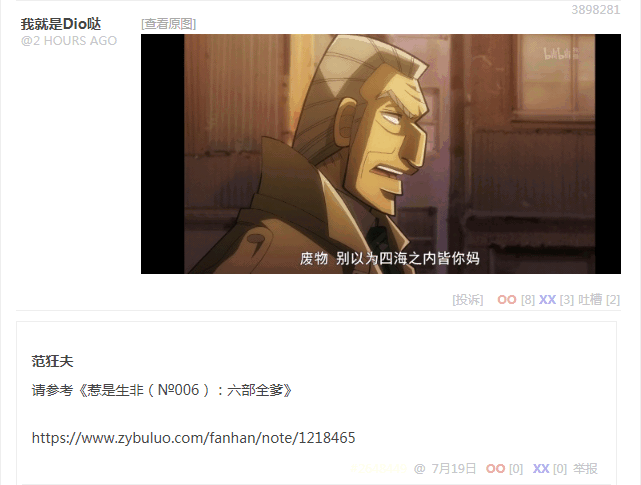 3898281
我就是Dio哒
@2 HOURS AGO
[查看原图]
bilibili
废物 别以为四海之内皆你妈
[投诉] OO [8] XX [3] 吐槽 [2]
范狂夫
请参考《惹是生非（№006）：六部全爹》
https://www.zybuluo.com/fanhan/note/1218465
@ 7月19日 OO [0] XX [0] 举报